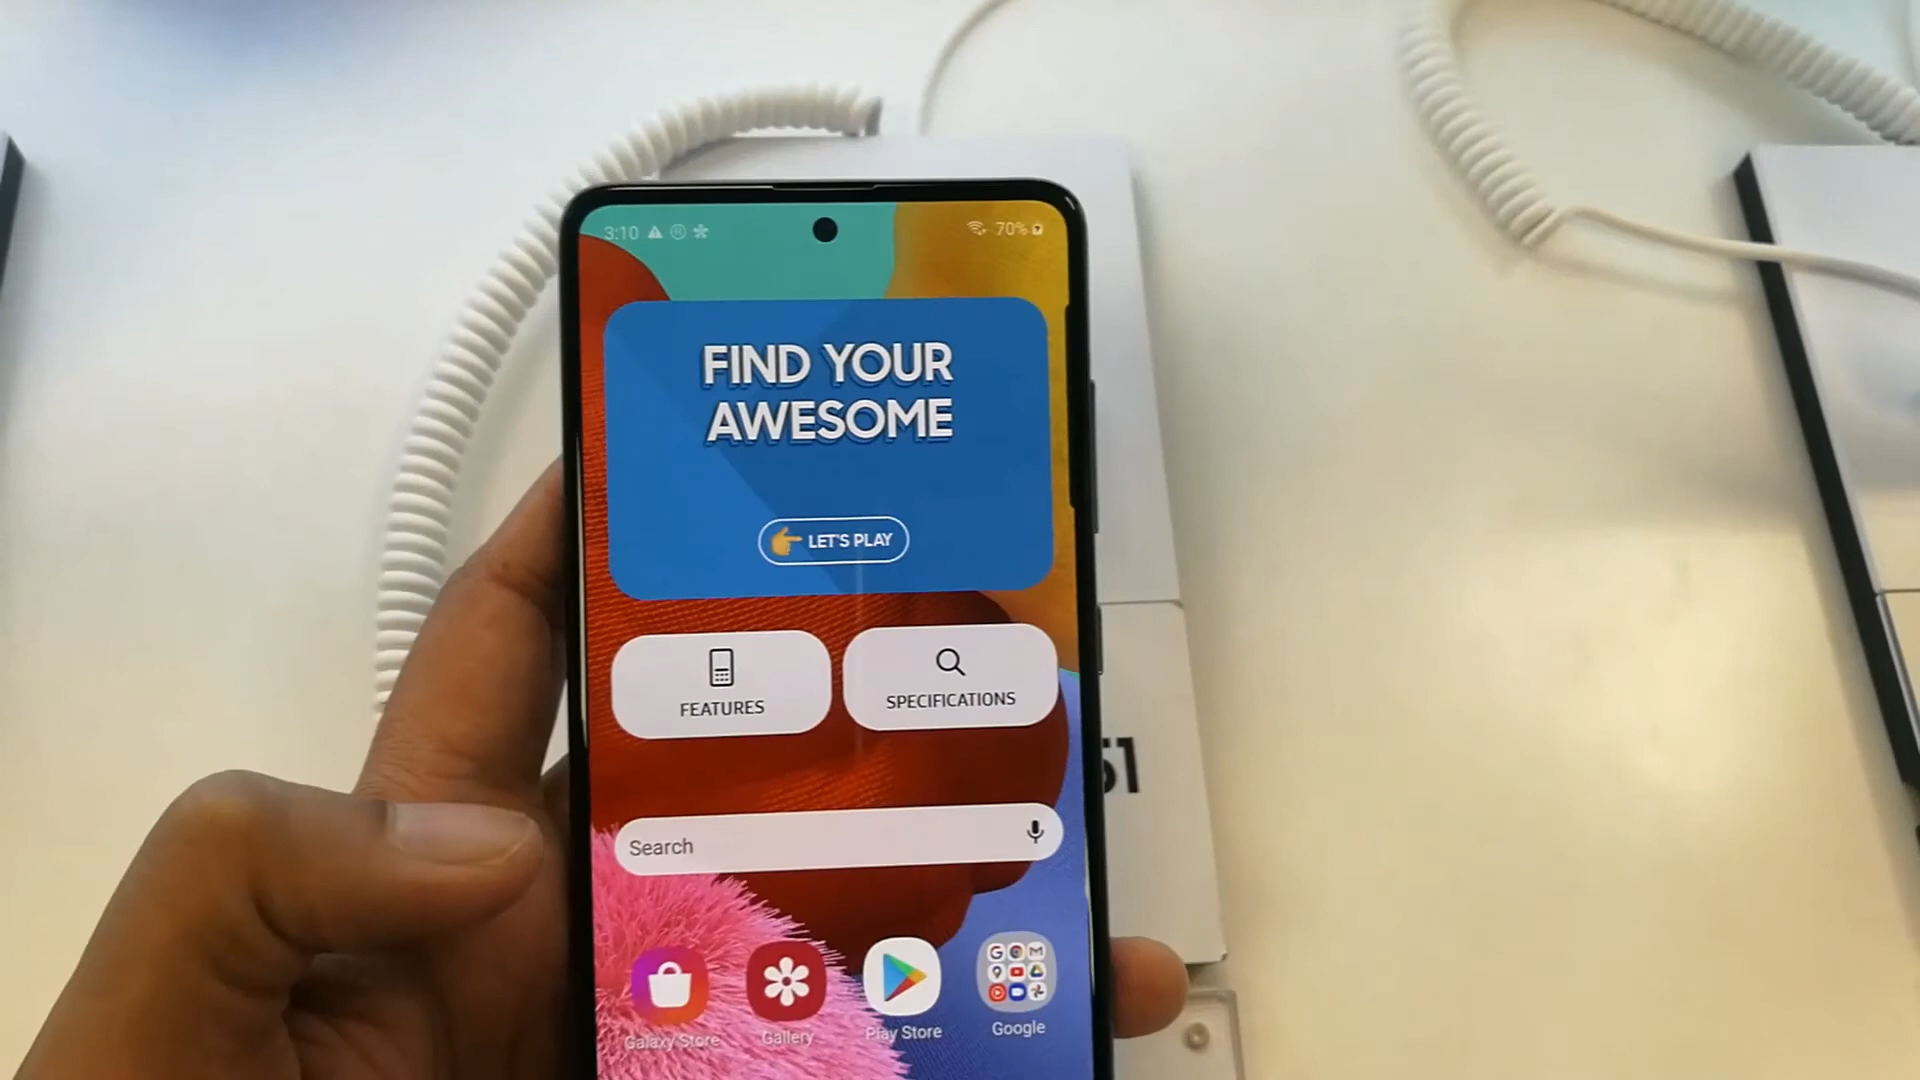 3:10
70%
FIND YOUR
AWESOME
LET'S PLAY
FEATURES
SPECIFICATIONS
51
Search
Galaxy Store
Gallery
Play Store
Google